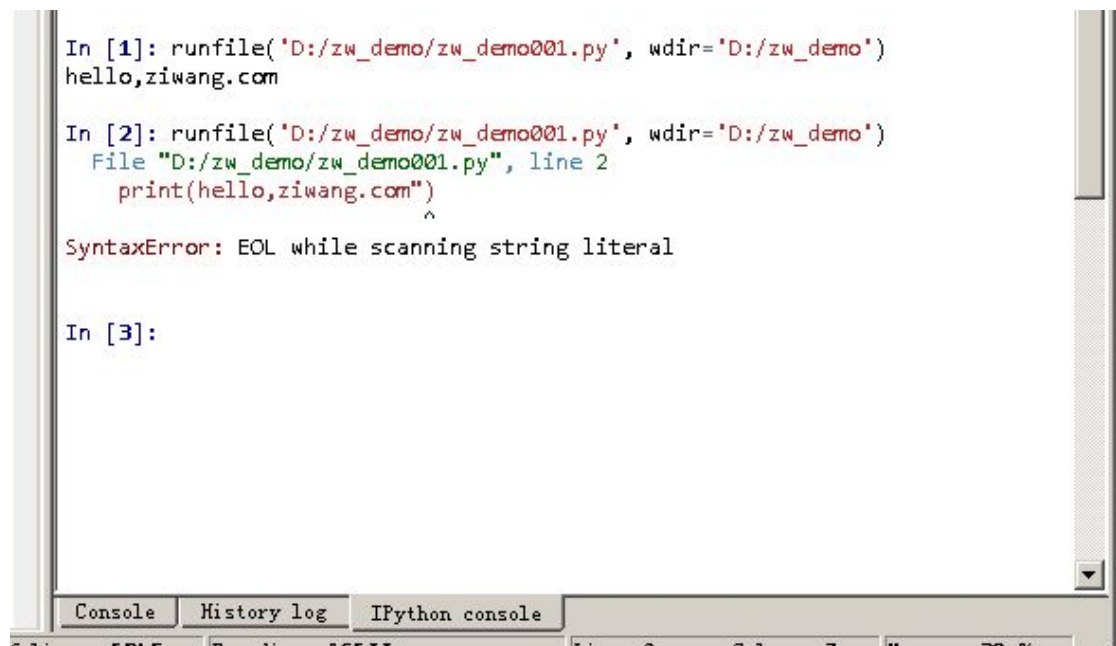 In [1]: runfile('D:/zw_demo/zw_demo001.py', wdir='D:/zw_demo')
hello,ziwang.com
In [2]: runfile('D:/zw_demo/zw_demo001.py', wdir='D:/zw_demo')
File "D:/zw_demo/zw_demo001.py", line 2
print(hello,ziwang.com")
^
SyntaxError: EOL while scanning string literal
In [3]:
Console History log IPython console